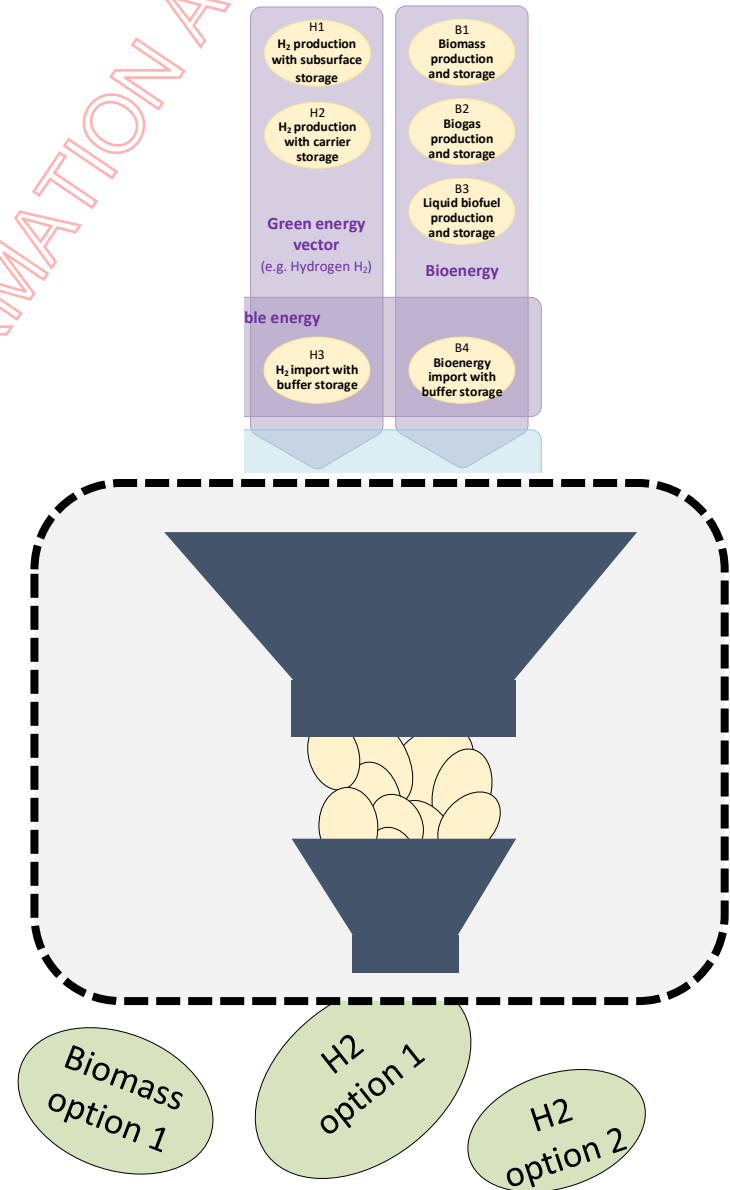 H1
H₂ production
with subsurface
storage
H2
H₂ production
with carrier
storage
Green energy
vector
(e.g. Hydrogen H₂)
B1
Biomass
production
and storage
B2
Biogas
production
and storage
B3
Liquid biofuel
production
and storage
Bioenergy
ble energy
H3
H₂ import with
buffer storage
B4
Bioenergy
import with
buffer storage
Biomass
option 1
H2
option 1
H2
option 2
RMATION A